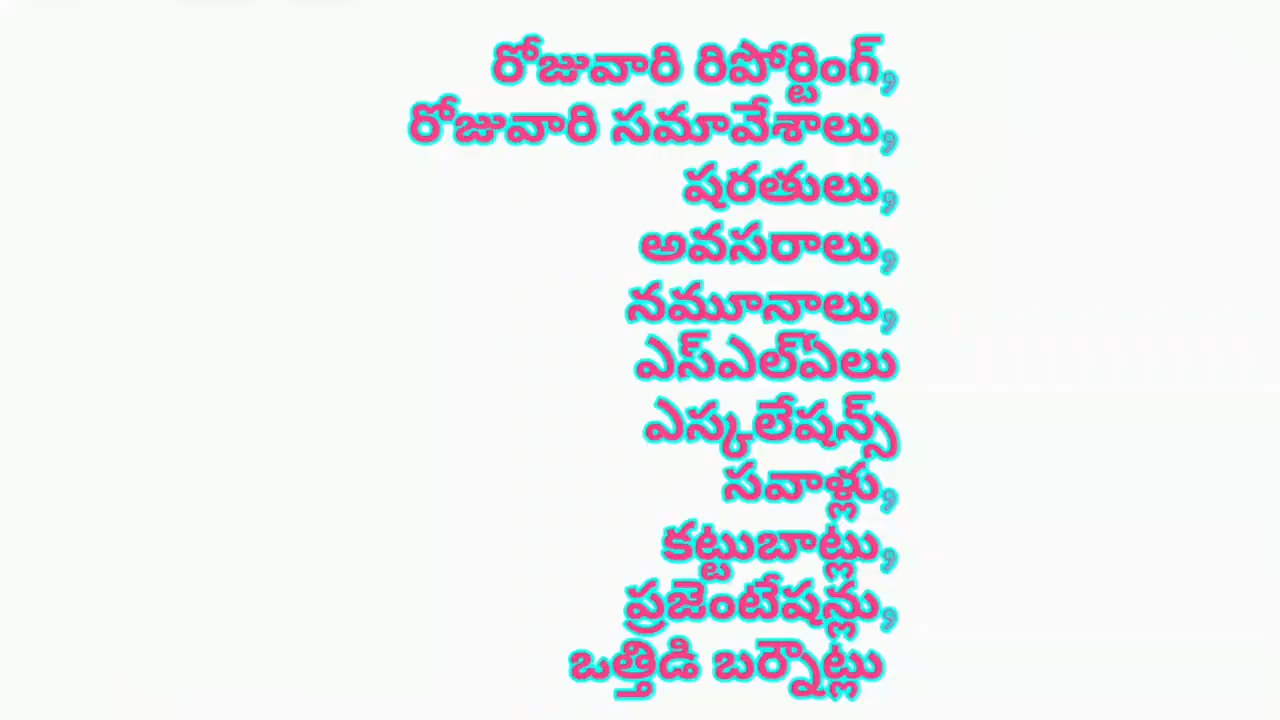 రోజువారి రిపోర్టింగ్,
రోజువారి సమావేశాలు,
షరతులు,
అవసరాలు,
నమూనాలు,
ఎస్ఎల్ఏలు
ఎస్కలేషన్స్
సవాళ్లు,
కట్టుబాట్లు,
ప్రజెంటేషన్లు,
ఒత్తిడి బర్నౌట్లు